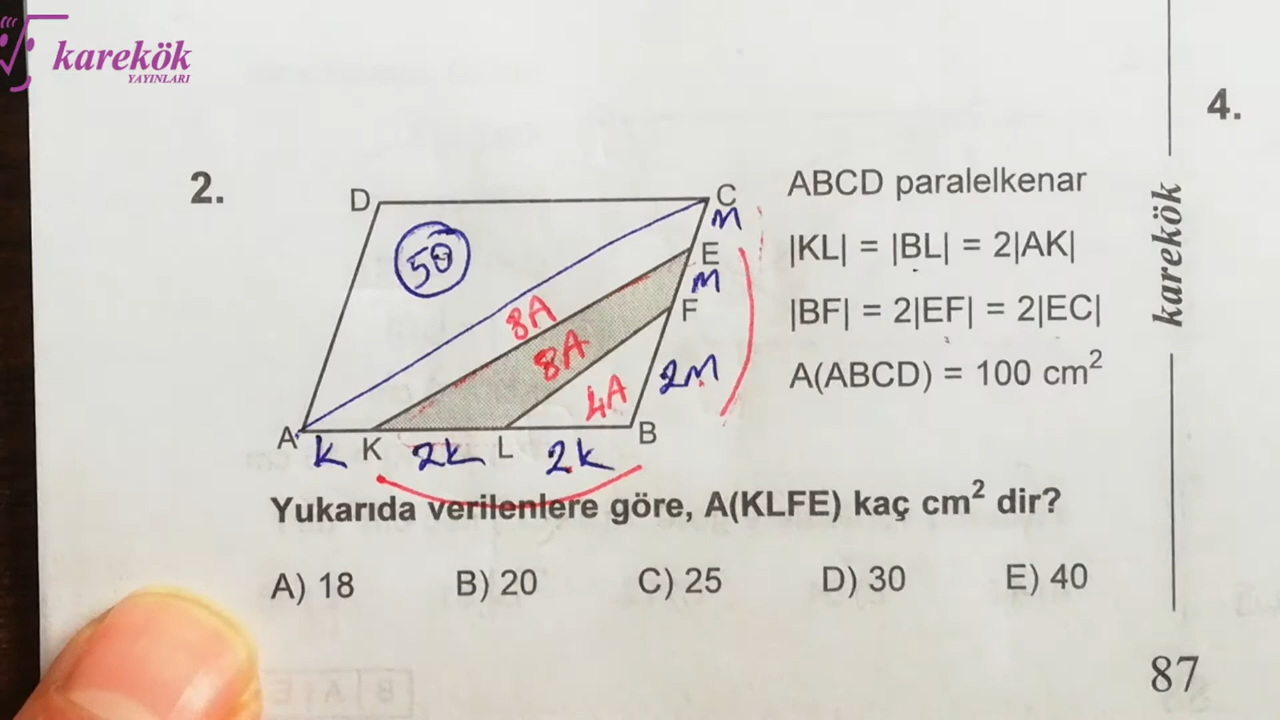 karekök
YAYINLARI
4.
2.
D
C
m
ABCD paralelkenar
50
E
|KL| = |BL| = 2|AK|
m
F
8A
8A
|BF| = 2|EF| = 2|EC|
2m
4A
A(ABCD) = 100 cm²
A
K
L
B
k
2k
2k
karekök
Yukarıda verilenlere göre, A(KLFE) kaç cm² dir?
A) 18 B) 20 C) 25 D) 30 E) 40
87